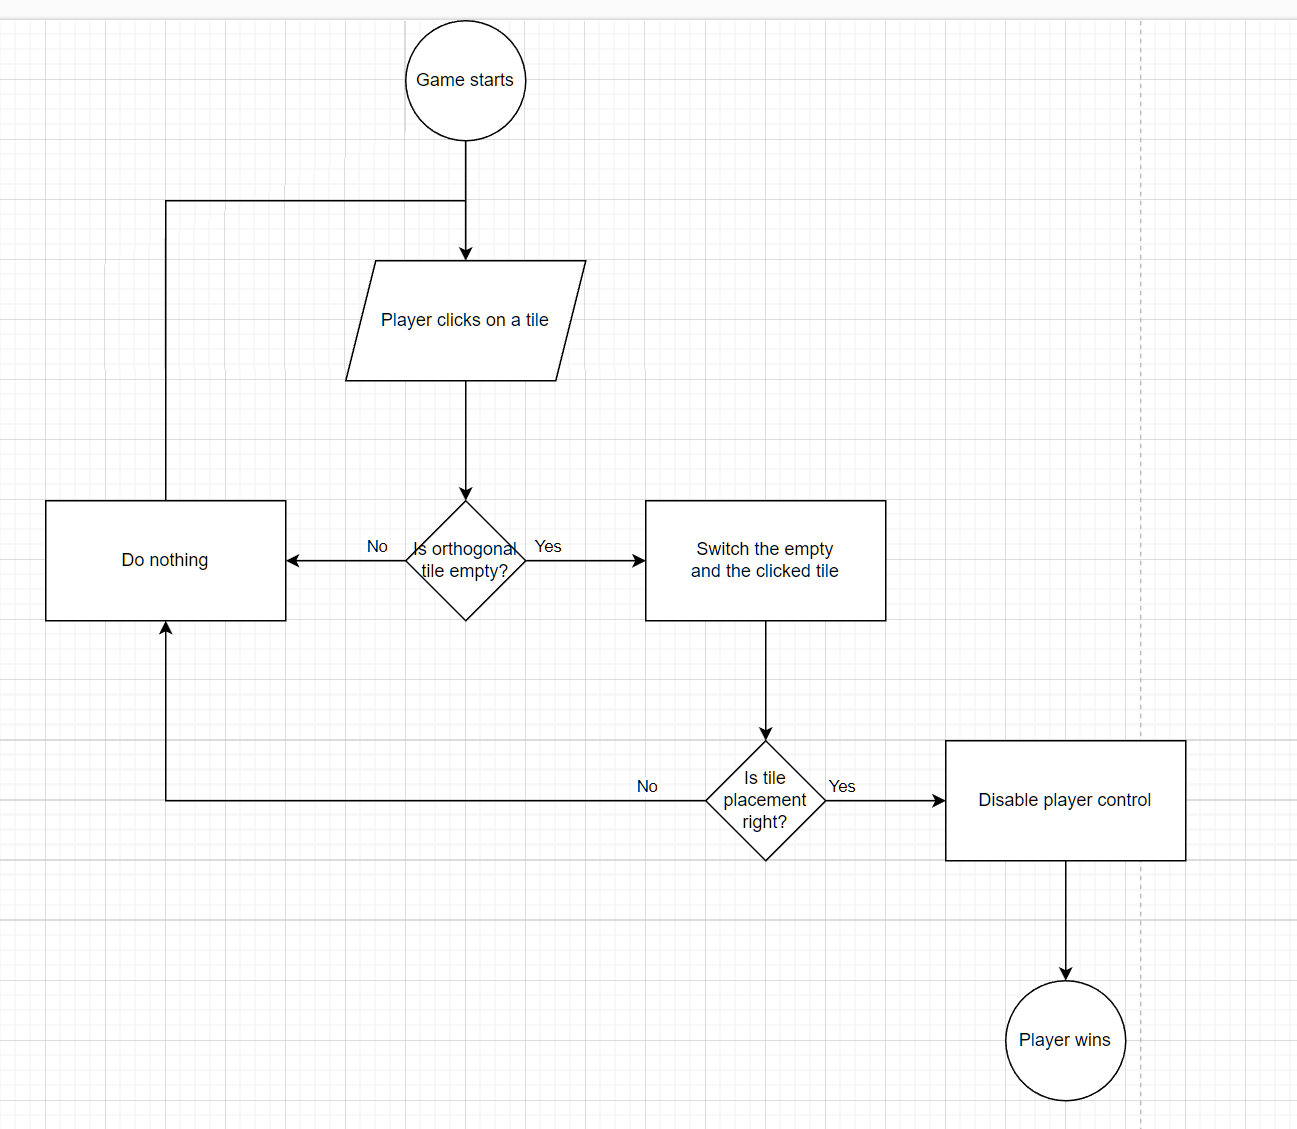 Game starts
Player clicks on a tile
Do nothing
No
Is orthogonal
tile empty?
Yes
Switch the empty
and the clicked tile
No
Is tile
placement
right?
Yes
Disable player control
Player wins